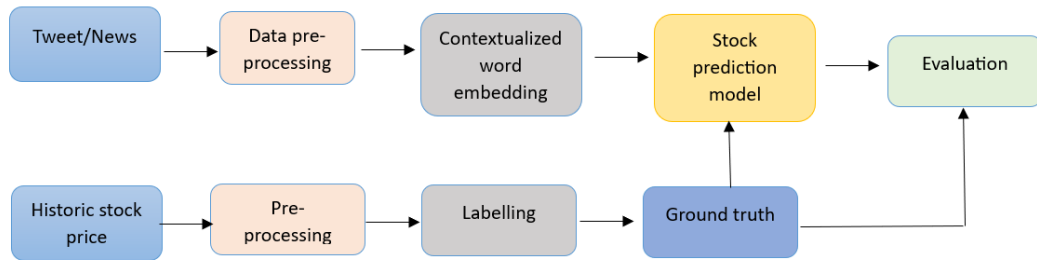 Tweet/News
Data pre-
processing
Contextualized
word
embedding
Stock
prediction
model
Evaluation
Historic stock
price
Pre-
processing
Labelling
Ground truth